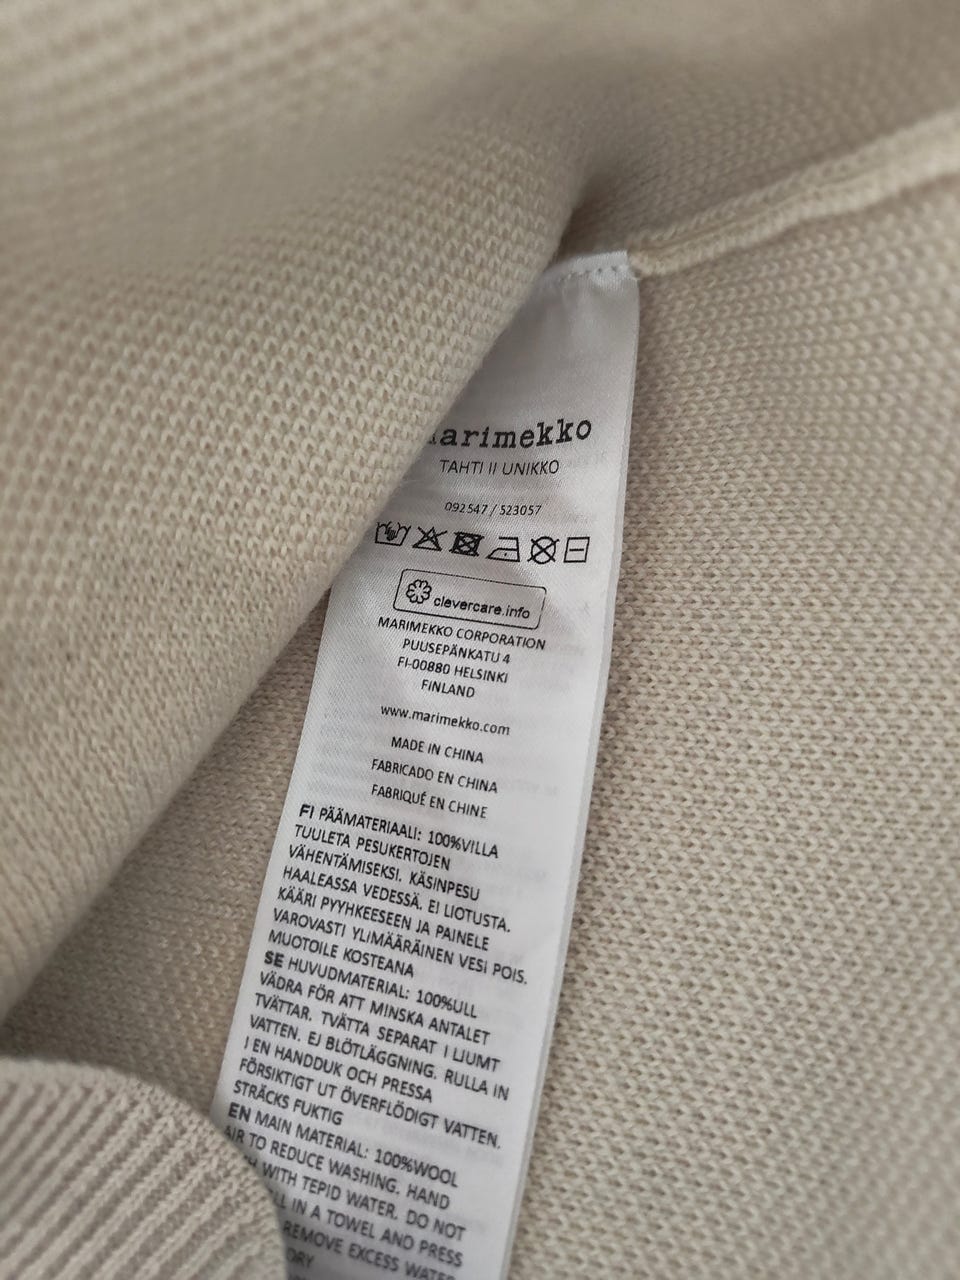 marimekko
TAHTI II UNIKKO
092547 / 523057
clevercare.info
MARIMEKKO CORPORATION
PUUSEPÄNKATU 4
FI-00880 HELSINKI
FINLAND
www.marimekko.com
MADE IN CHINA
FABRICADO EN CHINA
FABRIQUÉ EN CHINE
FI PÄÄMATERIAALI: 100%VILLA
TUULETA PESUKERTOJEN
VÄHENTÄMISEKSI. KÄSINPESU
HAALEASSA VEDESSÄ. EI LIOTUSTA.
KÄÄRI PYYHKEESEEN JA PAINELE
VAROVASTI YLIMÄÄRÄINEN VESI POIS.
MUOTOILE KOSTEANA
SE HUVUDMATERIAL: 100%ULL
VÄDRA FÖR ATT MINSKA ANTALET
TVÄTTAR. TVÄTTA SEPARAT I LJUMT
VATTEN. EJ BLÖTLÄGGNING. RULLA IN
I EN HANDDUK OCH PRESSA
FÖRSIKTIGT UT ÖVERFLÖDIGT VATTEN.
STRÄCKS FUKTIG
EN MAIN MATERIAL: 100%WOOL
AIR TO REDUCE WASHING. HAND
WITH TEPID WATER. DO NOT
IN A TOWEL AND PRESS
REMOVE EXCESS WATER